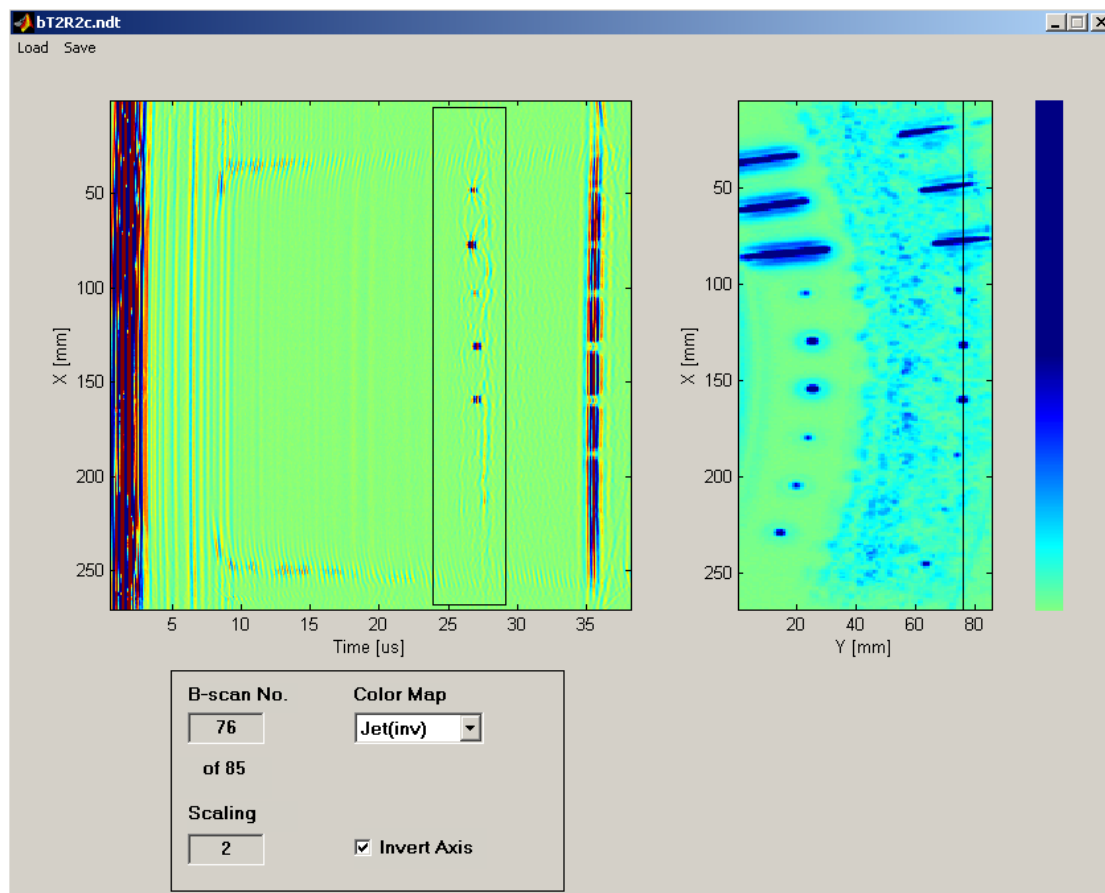 bT2R2c.ndt
Load Save
50
100
150
200
250
X [mm]
5 10 15 20 25 30 35
Time [us]
50
100
150
200
250
X [mm]
20 40 60 80
Y [mm]
B-scan No. Color Map
76 Jet(inv)
of 85
Scaling
2 Invert Axis